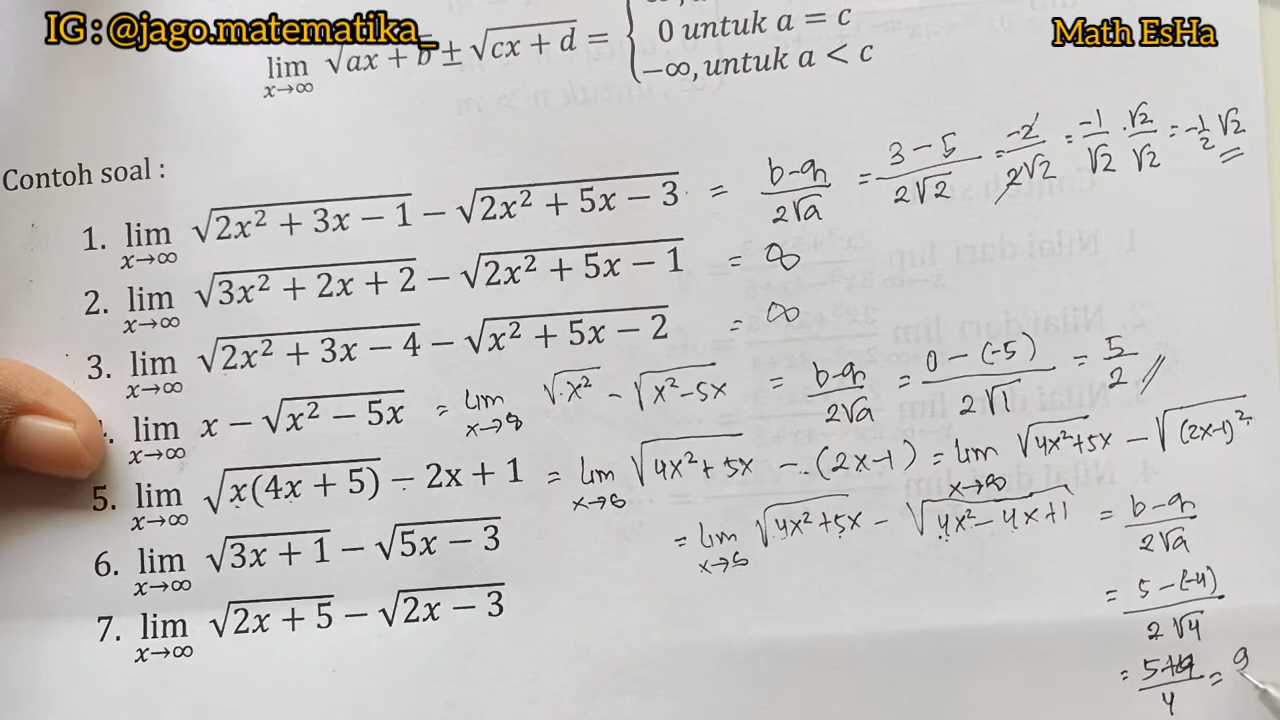 IG : @jago.matematika_
Math EsHa
0 untuk a = c
lim x→∞ √ax + b ± √cx + d =
−∞, untuk a < c
Contoh soal :
1. lim x→∞ √2x² + 3x − 1 − √2x² + 5x − 3 = b-q/2√a = 3 - 5/2√2 = -2/2√2 = -1/√2 . √2/√2 = -1/2 √2
2. lim x→∞ √3x² + 2x + 2 − √2x² + 5x − 1 = ∞
3. lim x→∞ √2x² + 3x − 4 − √x² + 5x − 2 = ∞
lim x→∞ x − √x² − 5x = lim x→∞ √x² - √x²-5x = b-q/2√a = 0-(-5)/2√1 = 5/2
5. lim x→∞ √x(4x + 5) − 2x + 1 = lim x→∞ √4x²+5x - (2x-1) = lim x→∞ √4x²+5x - √(2x-1)²
= lim x→∞ √4x²+5x - √4x²-4x+1 = b-q/2√a
6. lim x→∞ √3x + 1 − √5x − 3
= 5-(-4)/2√4
7. lim x→∞ √2x + 5 − √2x − 3
= 5+4/4 = 9